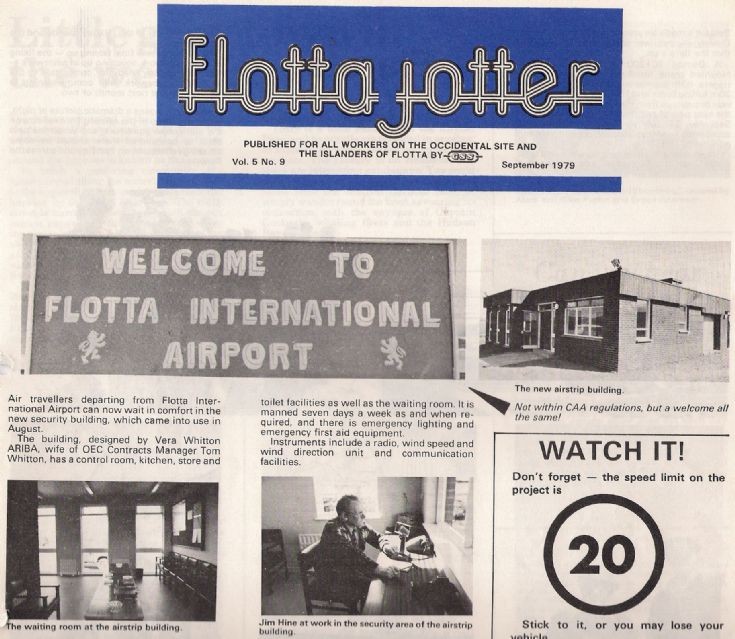 Flotta Jotter
PUBLISHED FOR ALL WORKERS ON THE OCCIDENTAL SITE AND
THE ISLANDERS OF FLOTTA BY GSS
Vol. 5 No. 9 September 1979
WELCOME TO
FLOTTA INTERNATIONAL
AIRPORT
The new airstrip building.
Not within CAA regulations, but a welcome all
the same!
Air travellers departing from Flotta Inter-
national Airport can now wait in comfort in the
new security building, which came into use in
August.
The building, designed by Vera Whitton
ARIBA, wife of OEC Contracts Manager Tom
Whitton, has a control room, kitchen, store and
toilet facilities as well as the waiting room. It is
manned seven days a week as and when re-
quired, and there is emergency lighting and
emergency first aid equipment.
Instruments include a radio, wind speed and
wind direction unit and communication
facilities.
The waiting room at the airstrip building.
Jim Hine at work in the security area of the airstrip
building.
WATCH IT!
Don't forget — the speed limit on the
project is
20
Stick to it, or you may lose your
vehicle